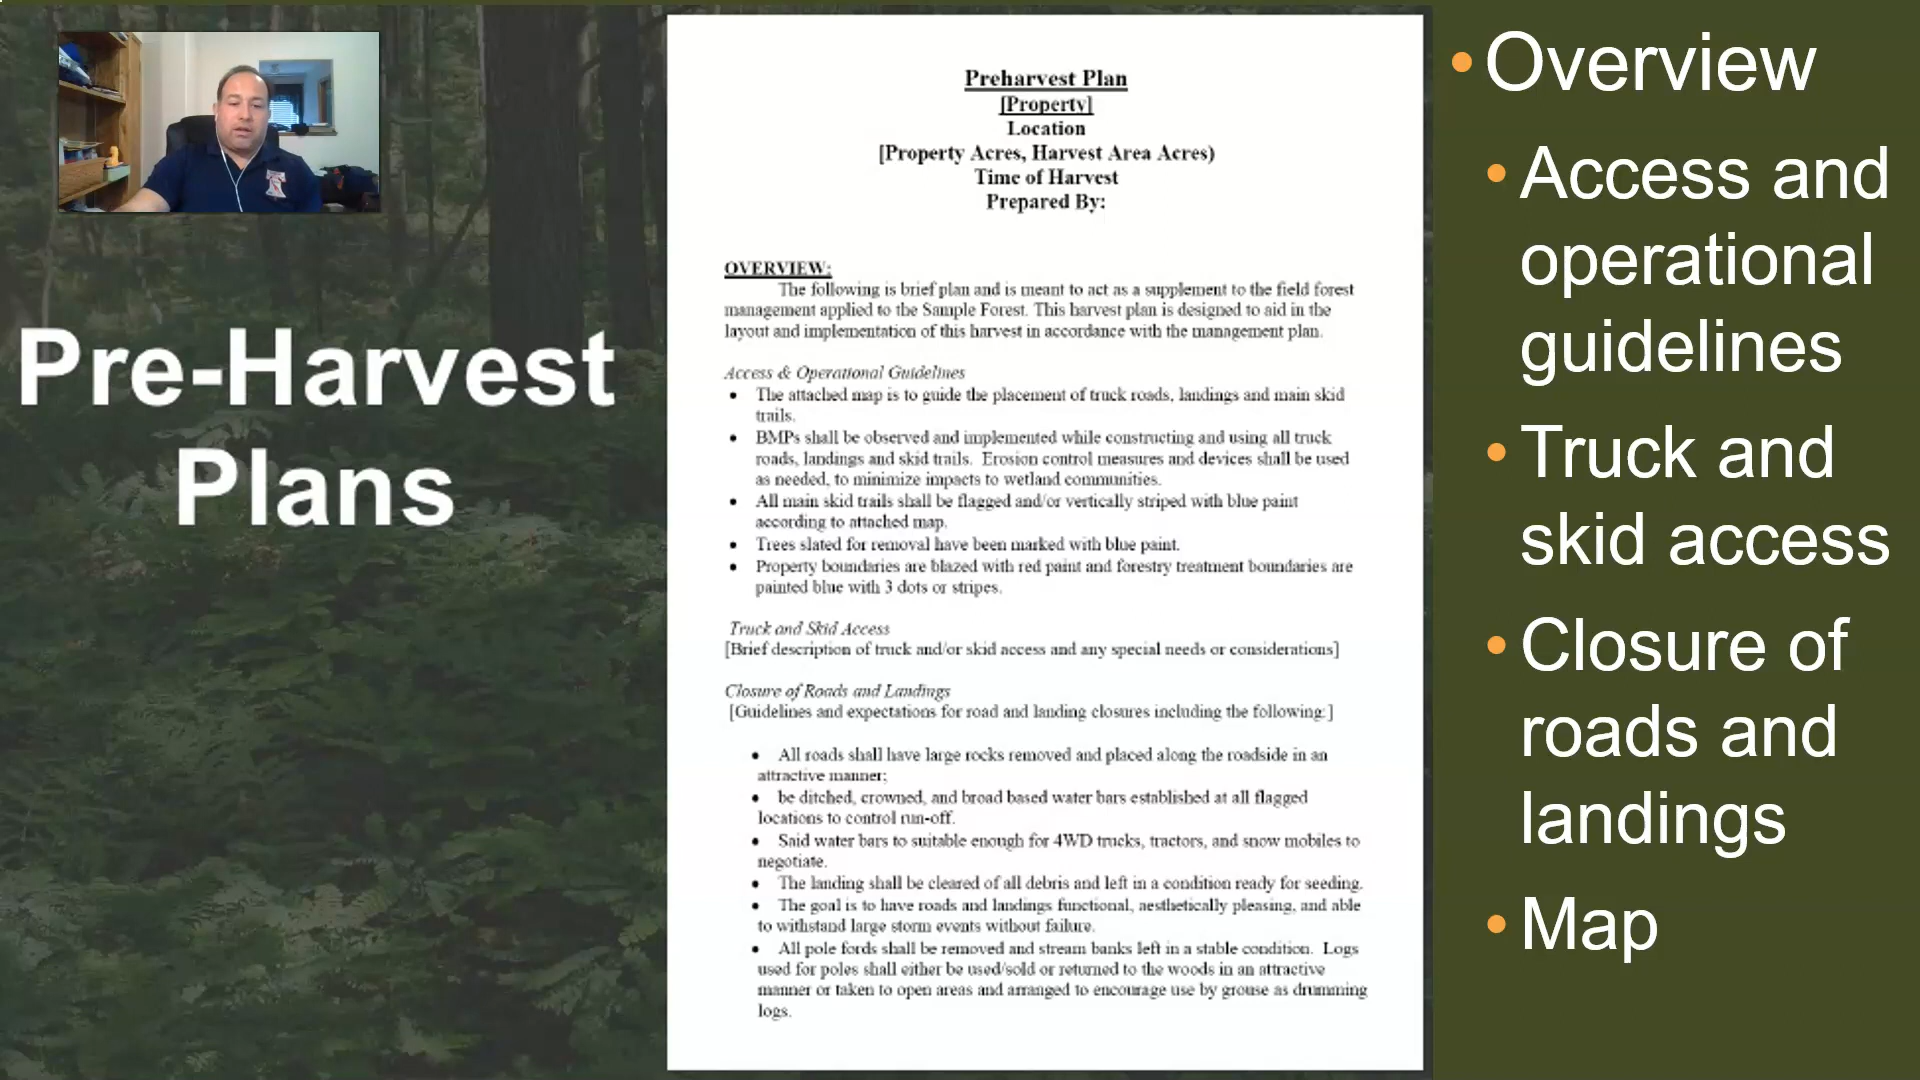 Pre-Harvest
Plans
Preharvest Plan
[Property]
Location
[Property Acres, Harvest Area Acres)
Time of Harvest
Prepared By:
OVERVIEW:
The following is brief plan and is meant to act as a supplement to the field forest
management applied to the Sample Forest. This harvest plan is designed to aid in the
layout and implementation of this harvest in accordance with the management plan.
Access & Operational Guidelines
• The attached map is to guide the placement of truck roads, landings and main skid
trails.
• BMPs shall be observed and implemented while constructing and using all truck
roads, landings and skid trails. Erosion control measures and devices shall be used
as needed, to minimize impacts to wetland communities.
• All main skid trails shall be flagged and/or vertically striped with blue paint
according to attached map.
• Trees slated for removal have been marked with blue paint.
• Property boundaries are blazed with red paint and forestry treatment boundaries are
painted blue with 3 dots or stripes.
Truck and Skid Access
[Brief description of truck and/or skid access and any special needs or considerations]
Closure of Roads and Landings
[Guidelines and expectations for road and landing closures including the following:]
• All roads shall have large rocks removed and placed along the roadside in an
attractive manner;
• be ditched, crowned, and broad based water bars established at all flagged
locations to control run-off.
• Said water bars to suitable enough for 4WD trucks, tractors, and snow mobiles to
negotiate.
• The landing shall be cleared of all debris and left in a condition ready for seeding.
• The goal is to have roads and landings functional, aesthetically pleasing, and able
to withstand large storm events without failure.
• All pole fords shall be removed and stream banks left in a stable condition. Logs
used for poles shall either be used/sold or returned to the woods in an attractive
manner or taken to open areas and arranged to encourage use by grouse as drumming
logs.
• Overview
• Access and
operational
guidelines
• Truck and
skid access
• Closure of
roads and
landings
• Map